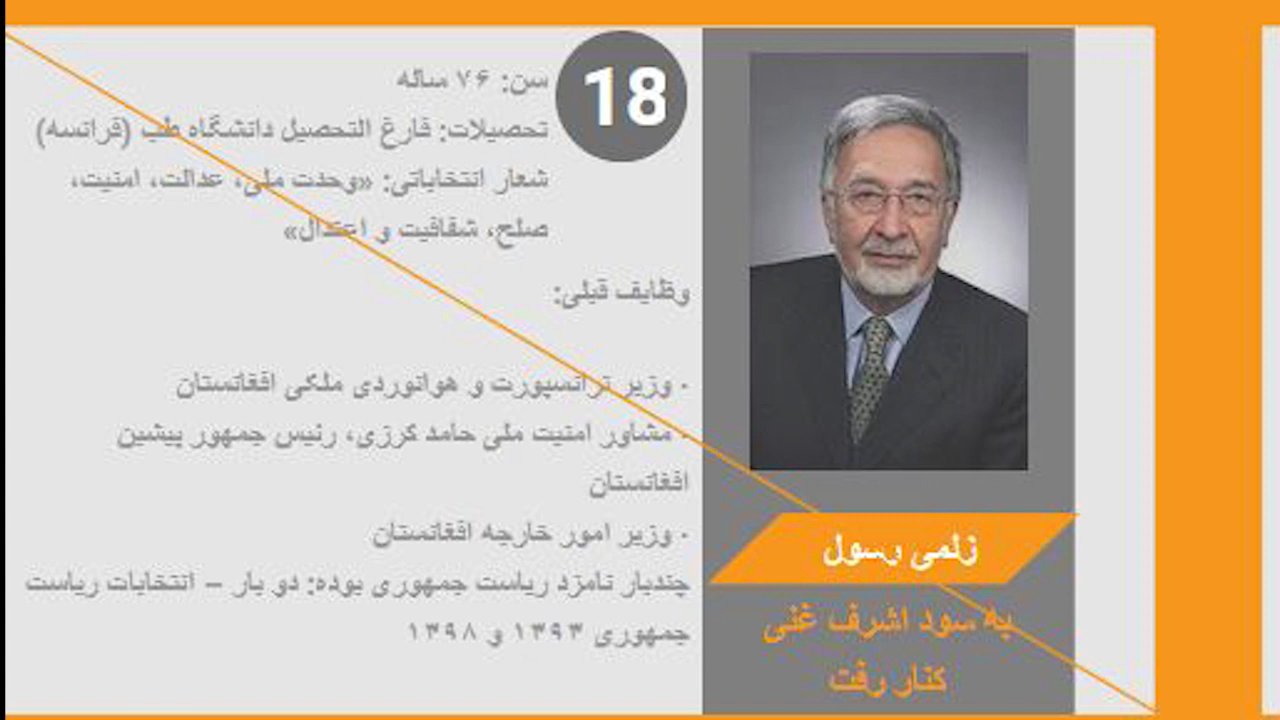 18
سن: ۷۶ ساله
تحصیلات: فارغ التحصیل دانشگاه طب (فرانسه)
شعار انتخاباتی: «وحدت ملی، عدالت، امنیت،
صلح، شفافیت و اعتدال»
وظایف قبلی:
· وزیر ترانسپورت و هوانوردی ملکی افغانستان
· مشاور امنیت ملی حامد کرزی، رئیس جمهور پیشین
افغانستان
· وزیر امور خارجه افغانستان
چندبار نامزد ریاست جمهوری بوده: دو بار – انتخابات ریاست
جمهوری ۱۳۹۳ و ۱۳۹۸
زلمی رسول
به سود اشرف غنی
کنار رفت